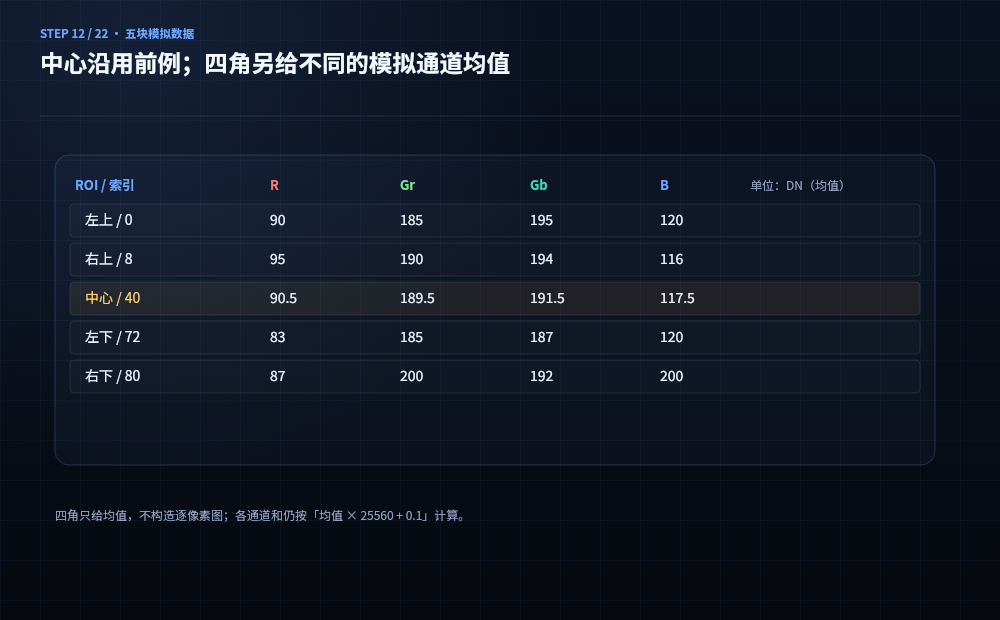 STEP 12 / 22 · 五块模拟数据
中心沿用前例；四角另给不同的模拟通道均值
ROI / 索引 R Gr Gb B 单位：DN（均值）
左上 / 0 90 185 195 120
右上 / 8 95 190 194 116
中心 / 40 90.5 189.5 191.5 117.5
左下 / 72 83 185 187 120
右下 / 80 87 200 192 200
四角只给均值，不构造逐像素图；各通道和仍按「均值 × 25560 + 0.1」计算。